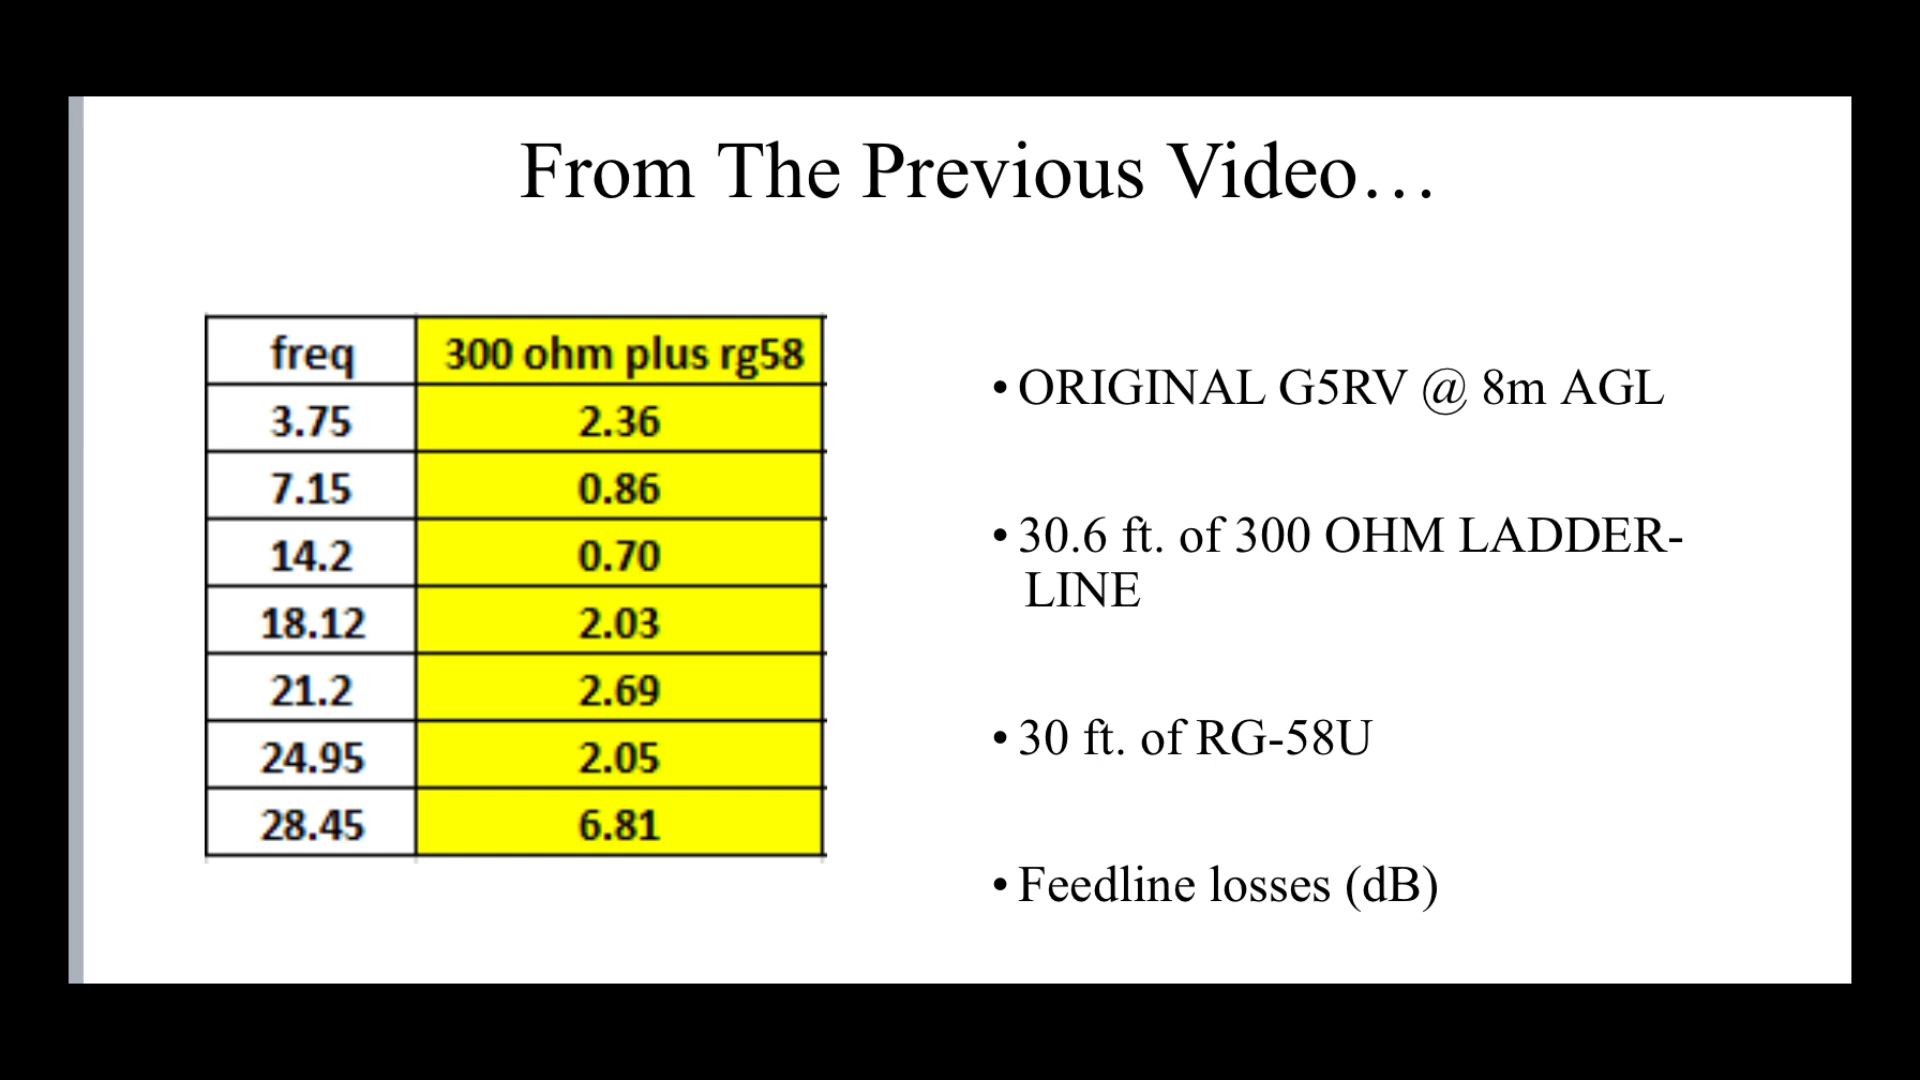 From The Previous Video…
freq 300 ohm plus rg58
3.75 2.36
7.15 0.86
14.2 0.70
18.12 2.03
21.2 2.69
24.95 2.05
28.45 6.81
• ORIGINAL G5RV @ 8m AGL
• 30.6 ft. of 300 OHM LADDER-
LINE
• 30 ft. of RG-58U
• Feedline losses (dB)